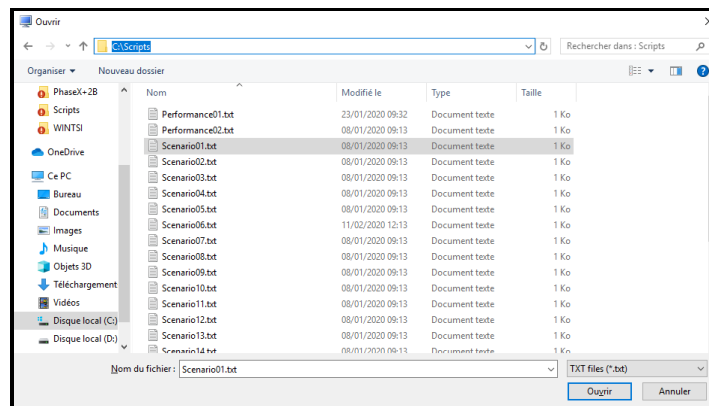 Ouvrir
C:\Scripts
Rechercher dans : Scripts
Organiser
Nouveau dossier
Nom Modifié le Type Taille
PhaseX+2B
Scripts
WINTSI
OneDrive
Ce PC
Bureau
Documents
Images
Musique
Objets 3D
Téléchargement
Vidéos
Disque local (C:)
Disque local (D:)
Performance01.txt 23/01/2020 09:32 Document texte 1 Ko
Performance02.txt 08/01/2020 09:13 Document texte 1 Ko
Scenario01.txt 08/01/2020 09:13 Document texte 1 Ko
Scenario02.txt 08/01/2020 09:13 Document texte 1 Ko
Scenario03.txt 08/01/2020 09:13 Document texte 1 Ko
Scenario04.txt 08/01/2020 09:13 Document texte 1 Ko
Scenario05.txt 08/01/2020 09:13 Document texte 1 Ko
Scenario06.txt 11/02/2020 12:13 Document texte 1 Ko
Scenario07.txt 08/01/2020 09:13 Document texte 1 Ko
Scenario08.txt 08/01/2020 09:13 Document texte 1 Ko
Scenario09.txt 08/01/2020 09:13 Document texte 1 Ko
Scenario10.txt 08/01/2020 09:13 Document texte 1 Ko
Scenario11.txt 08/01/2020 09:13 Document texte 1 Ko
Scenario12.txt 08/01/2020 09:13 Document texte 1 Ko
Scenario13.txt 08/01/2020 09:13 Document texte 1 Ko
Scenario14.txt 08/01/2020 09:13 Document texte 1 Ko
Nom du fichier : Scenario01.txt
TXT files (*.txt)
Ouvrir
Annuler